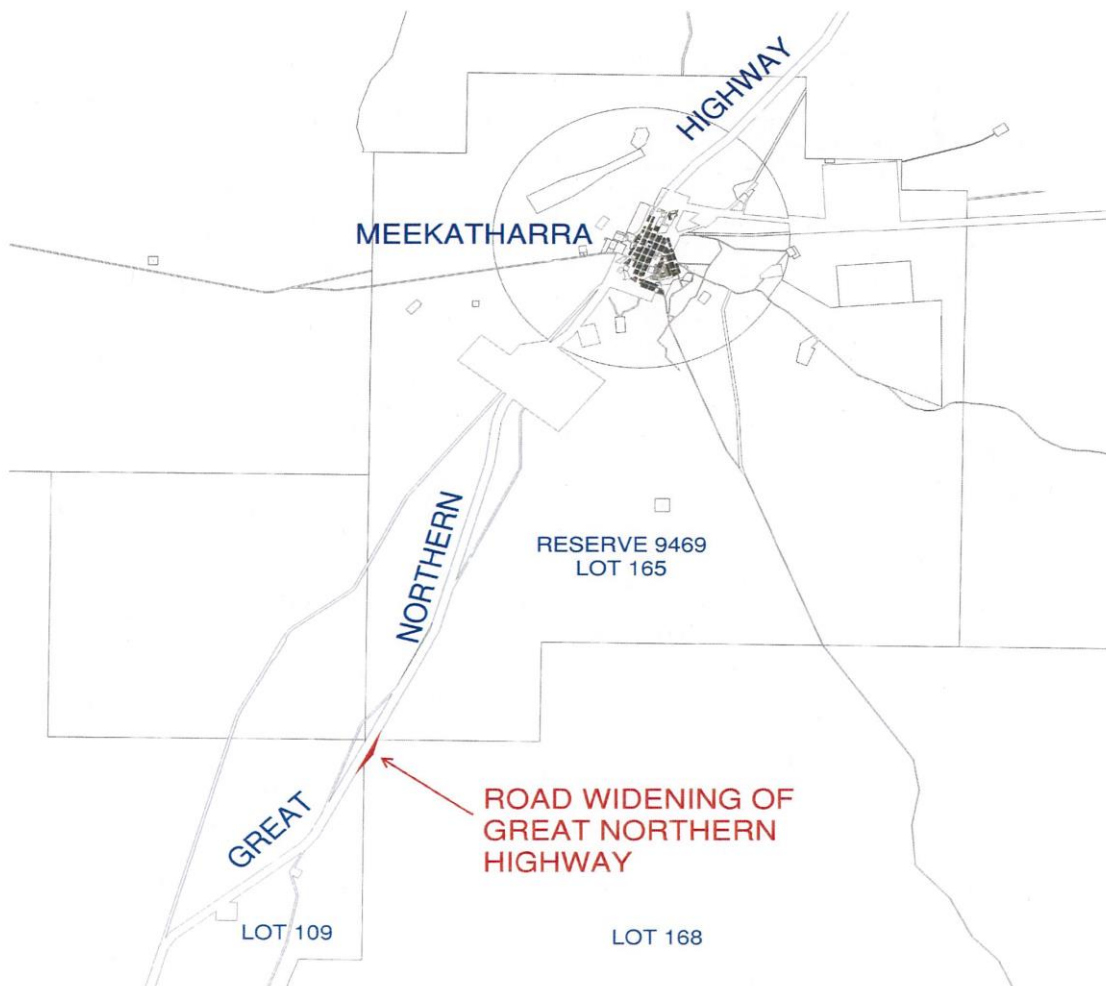 HIGHWAY
MEEKATHARRA
NORTHERN
RESERVE 9469
LOT 165
GREAT
ROAD WIDENING OF
GREAT NORTHERN
HIGHWAY
LOT 109
LOT 168